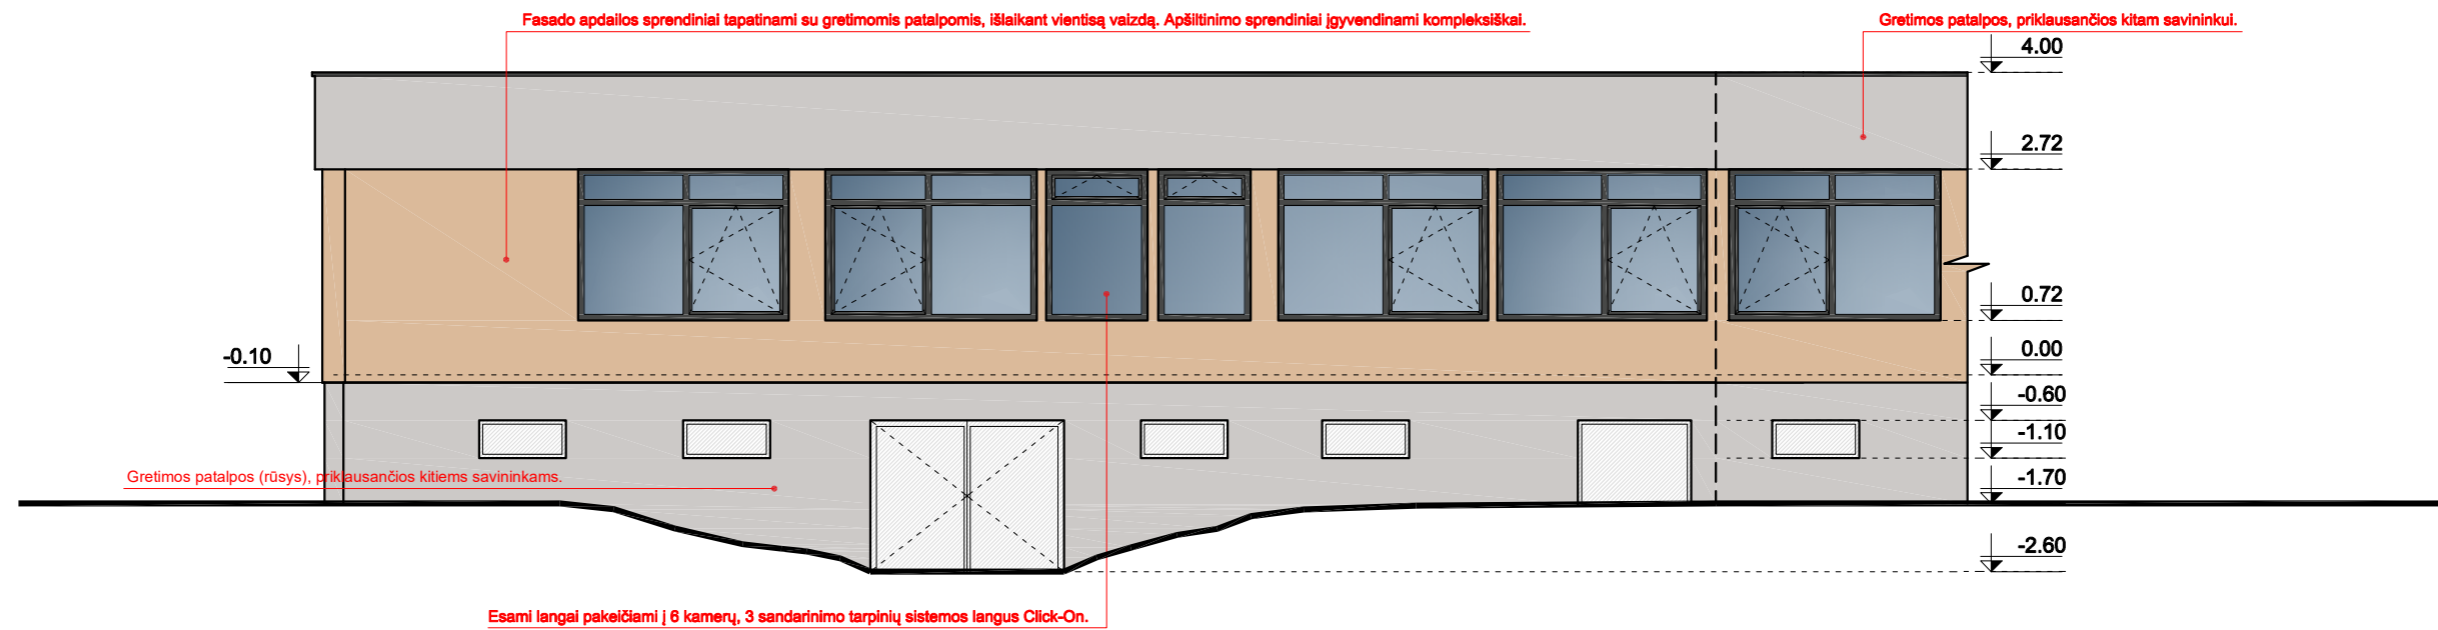 Fasado apdailos sprendiniai tapatinami su gretimomis patalpomis, išlaikant vientisą vaizdą. Apšiltinimo sprendiniai įgyvendinami kompleksiškai.
Gretimos patalpos, priklausančios kitam savininkui.
4.00
2.72
0.72
-0.10
0.00
-0.60
-1.10
Gretimos patalpos (rūsys), priklausančios kitiems savininkams.
-1.70
-2.60
Esami langai pakeičiami į 6 kamerų, 3 sandarinimo tarpinių sistemos langus Click-On.